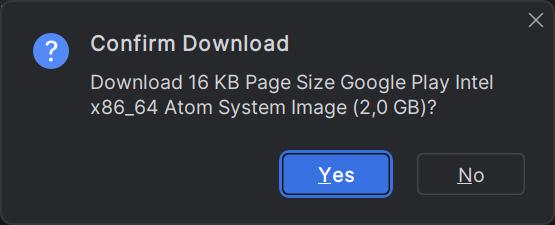 Confirm Download
Download 16 KB Page Size Google Play Intel
x86_64 Atom System Image (2,0 GB)?
Yes
No